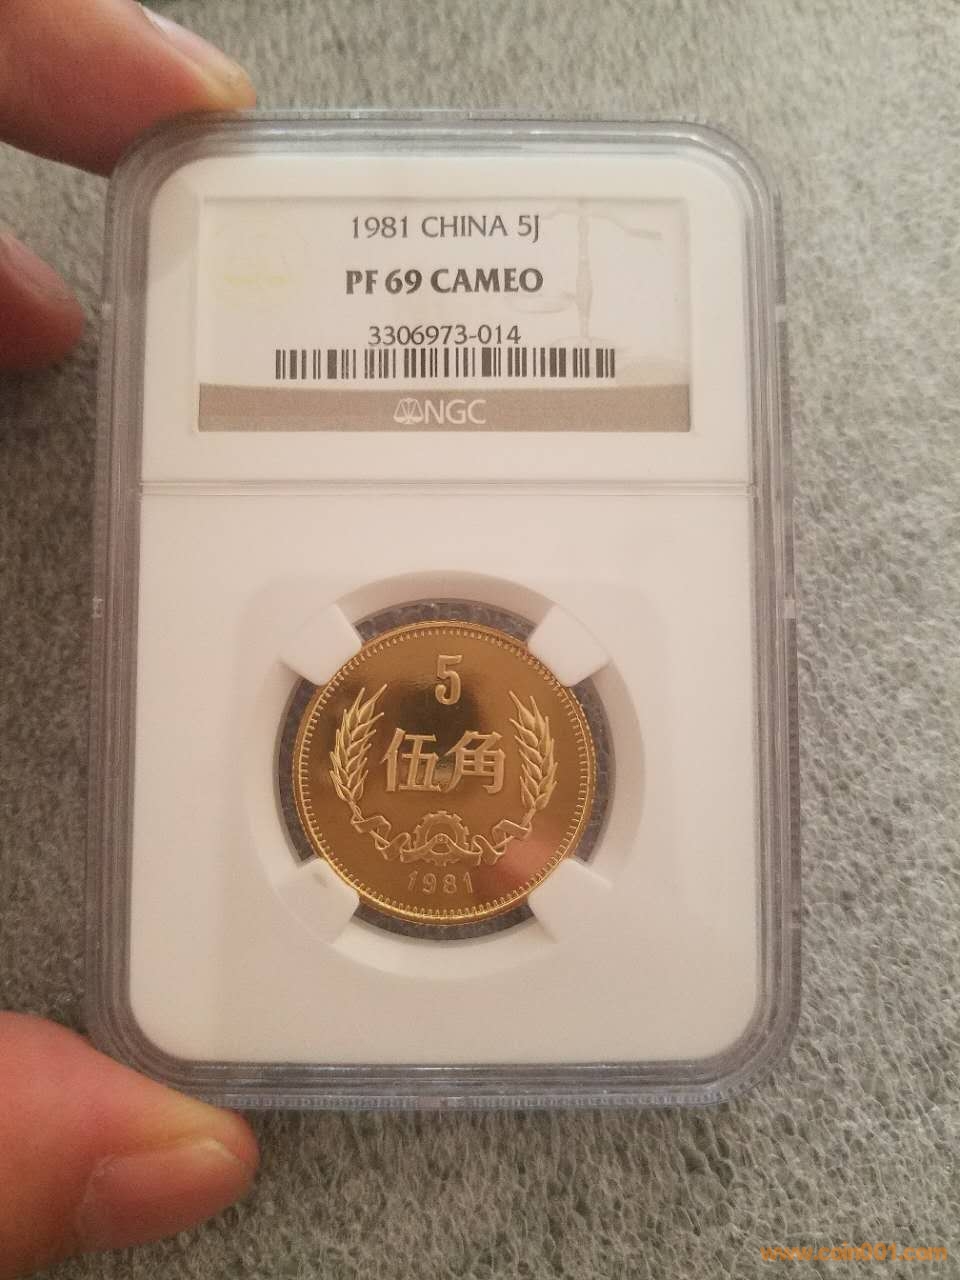 1981 CHINA 5J
PF 69 CAMEO
3306973-014
NGC
5
伍角
1981
www.coin001.com